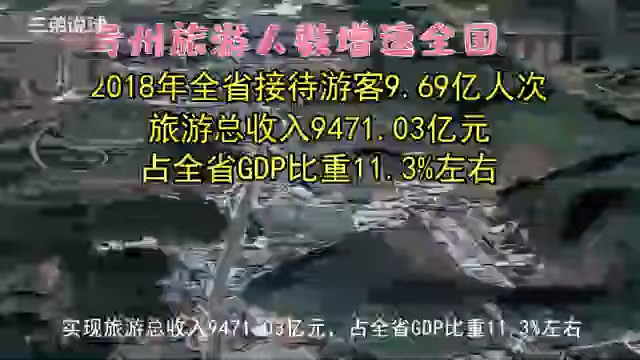 三弟说球
州旅游人数增速全国
2018年全省接待游客9.69亿人次
旅游总收入9471.03亿元
占全省GDP比重11.3%左右
实现旅游总收入9471.03亿元，占全省GDP比重11.3%左右